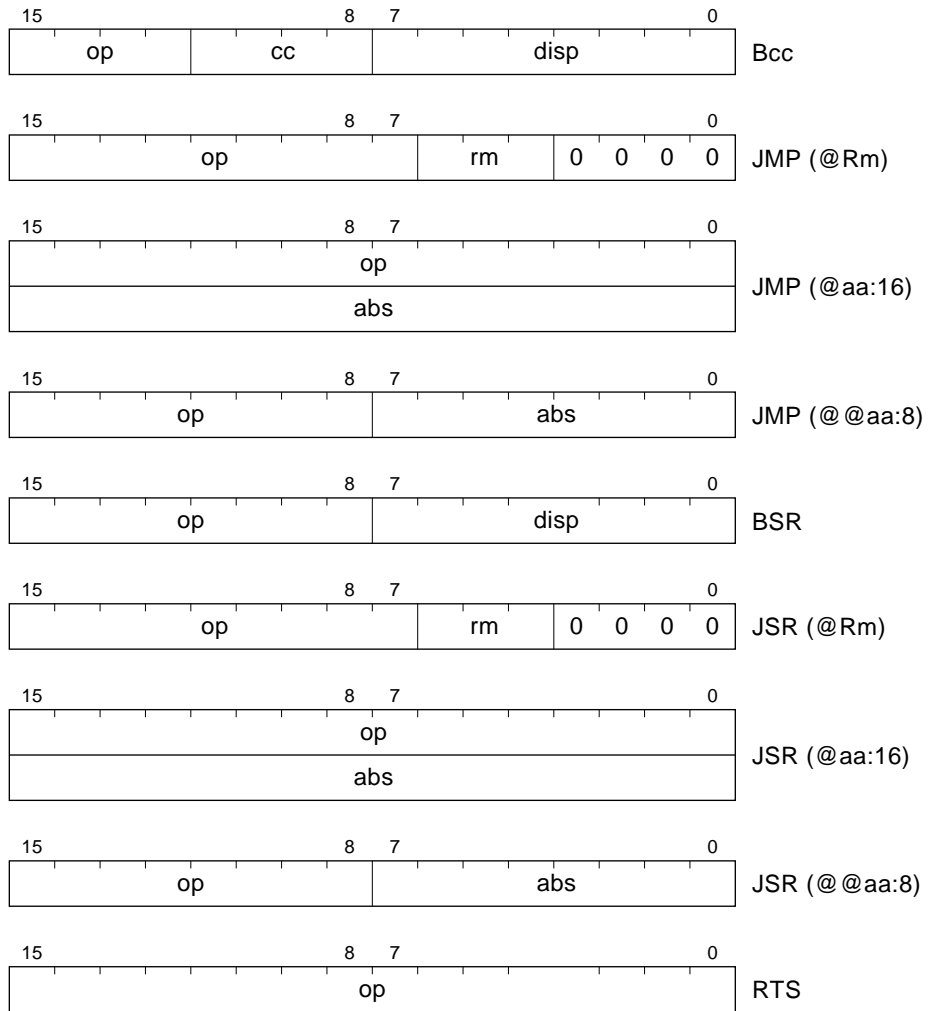 15 8 7 0
op cc disp Bcc
15 8 7 0
op rm 0 0 0 0 JMP (@Rm)
15 8 7 0
op
JMP (@aa:16)
abs
15 8 7 0
op abs JMP (@@aa:8)
15 8 7 0
op disp BSR
15 8 7 0
op rm 0 0 0 0 JSR (@Rm)
15 8 7 0
op
JSR (@aa:16)
abs
15 8 7 0
op abs JSR (@@aa:8)
15 8 7 0
op RTS